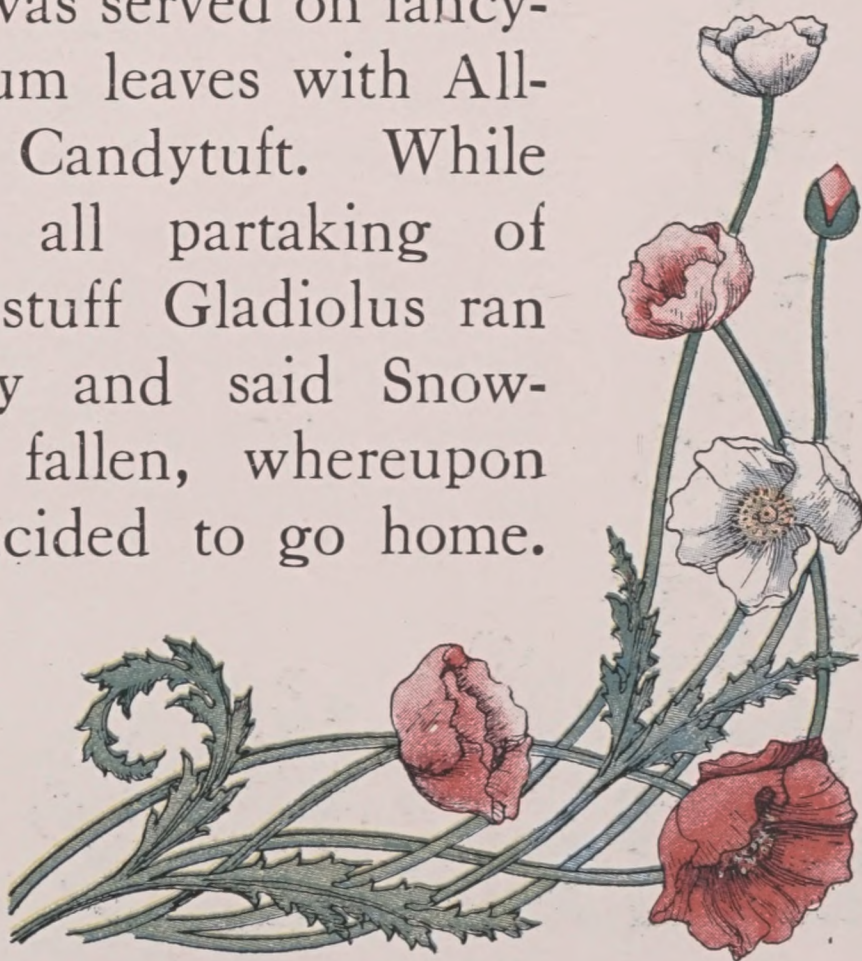 was served on fancy-
um leaves with All-
Candytuft. While
all partaking of
stuff Gladiolus ran
y and said Snow-
fallen, whereupon
cided to go home.